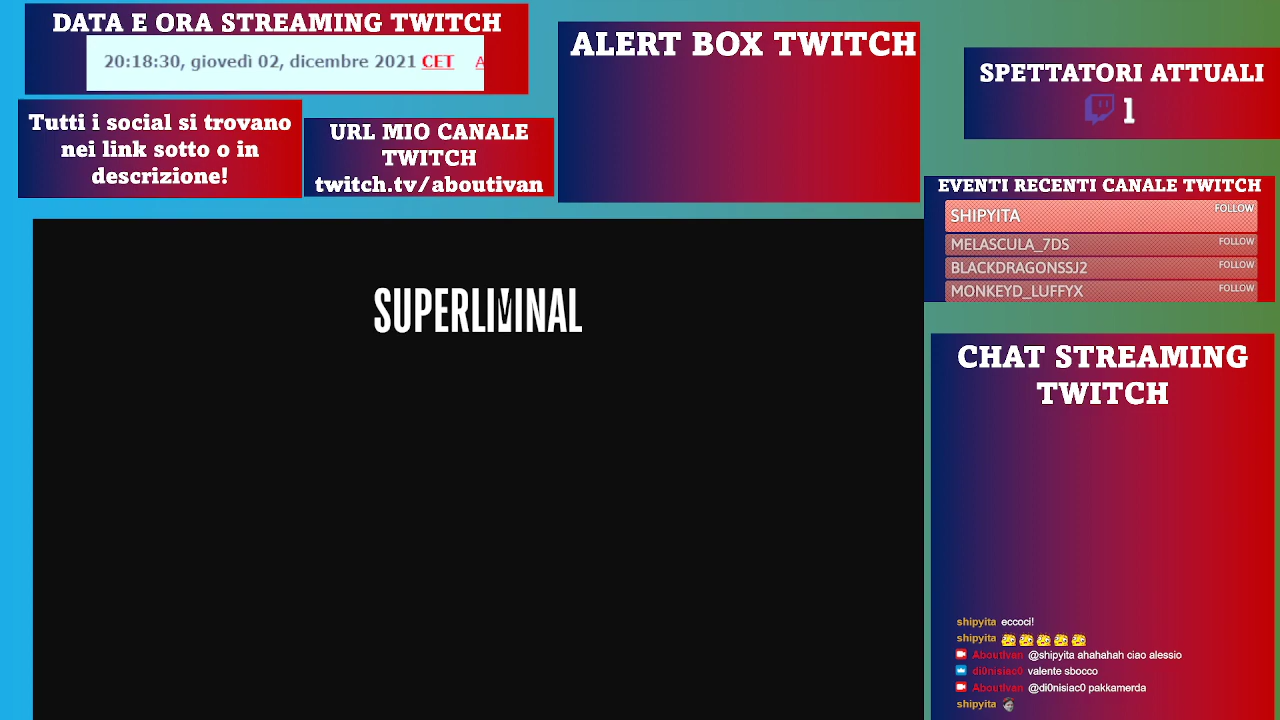 DATA E ORA STREAMING TWITCH
20:18:30, giovedì 02, dicembre 2021 CET A
Tutti i social si trovano
nei link sotto o in
descrizione!
URL MIO CANALE
TWITCH
twitch.tv/aboutivan
ALERT BOX TWITCH
SPETTATORI ATTUALI
1
EVENTI RECENTI CANALE TWITCH
SHIPYITA FOLLOW
MELASCULA_7DS FOLLOW
BLACKDRAGONSSJ2 FOLLOW
MONKEYD_LUFFYX FOLLOW
SUPERLIMINAL
CHAT STREAMING
TWITCH
shipyita eccoci!
shipyita
AboutIvan @shipyita ahahahah ciao alessio
di0nisiac0 valente sbocco
AboutIvan @di0nisiac0 pakkamerda
shipyita